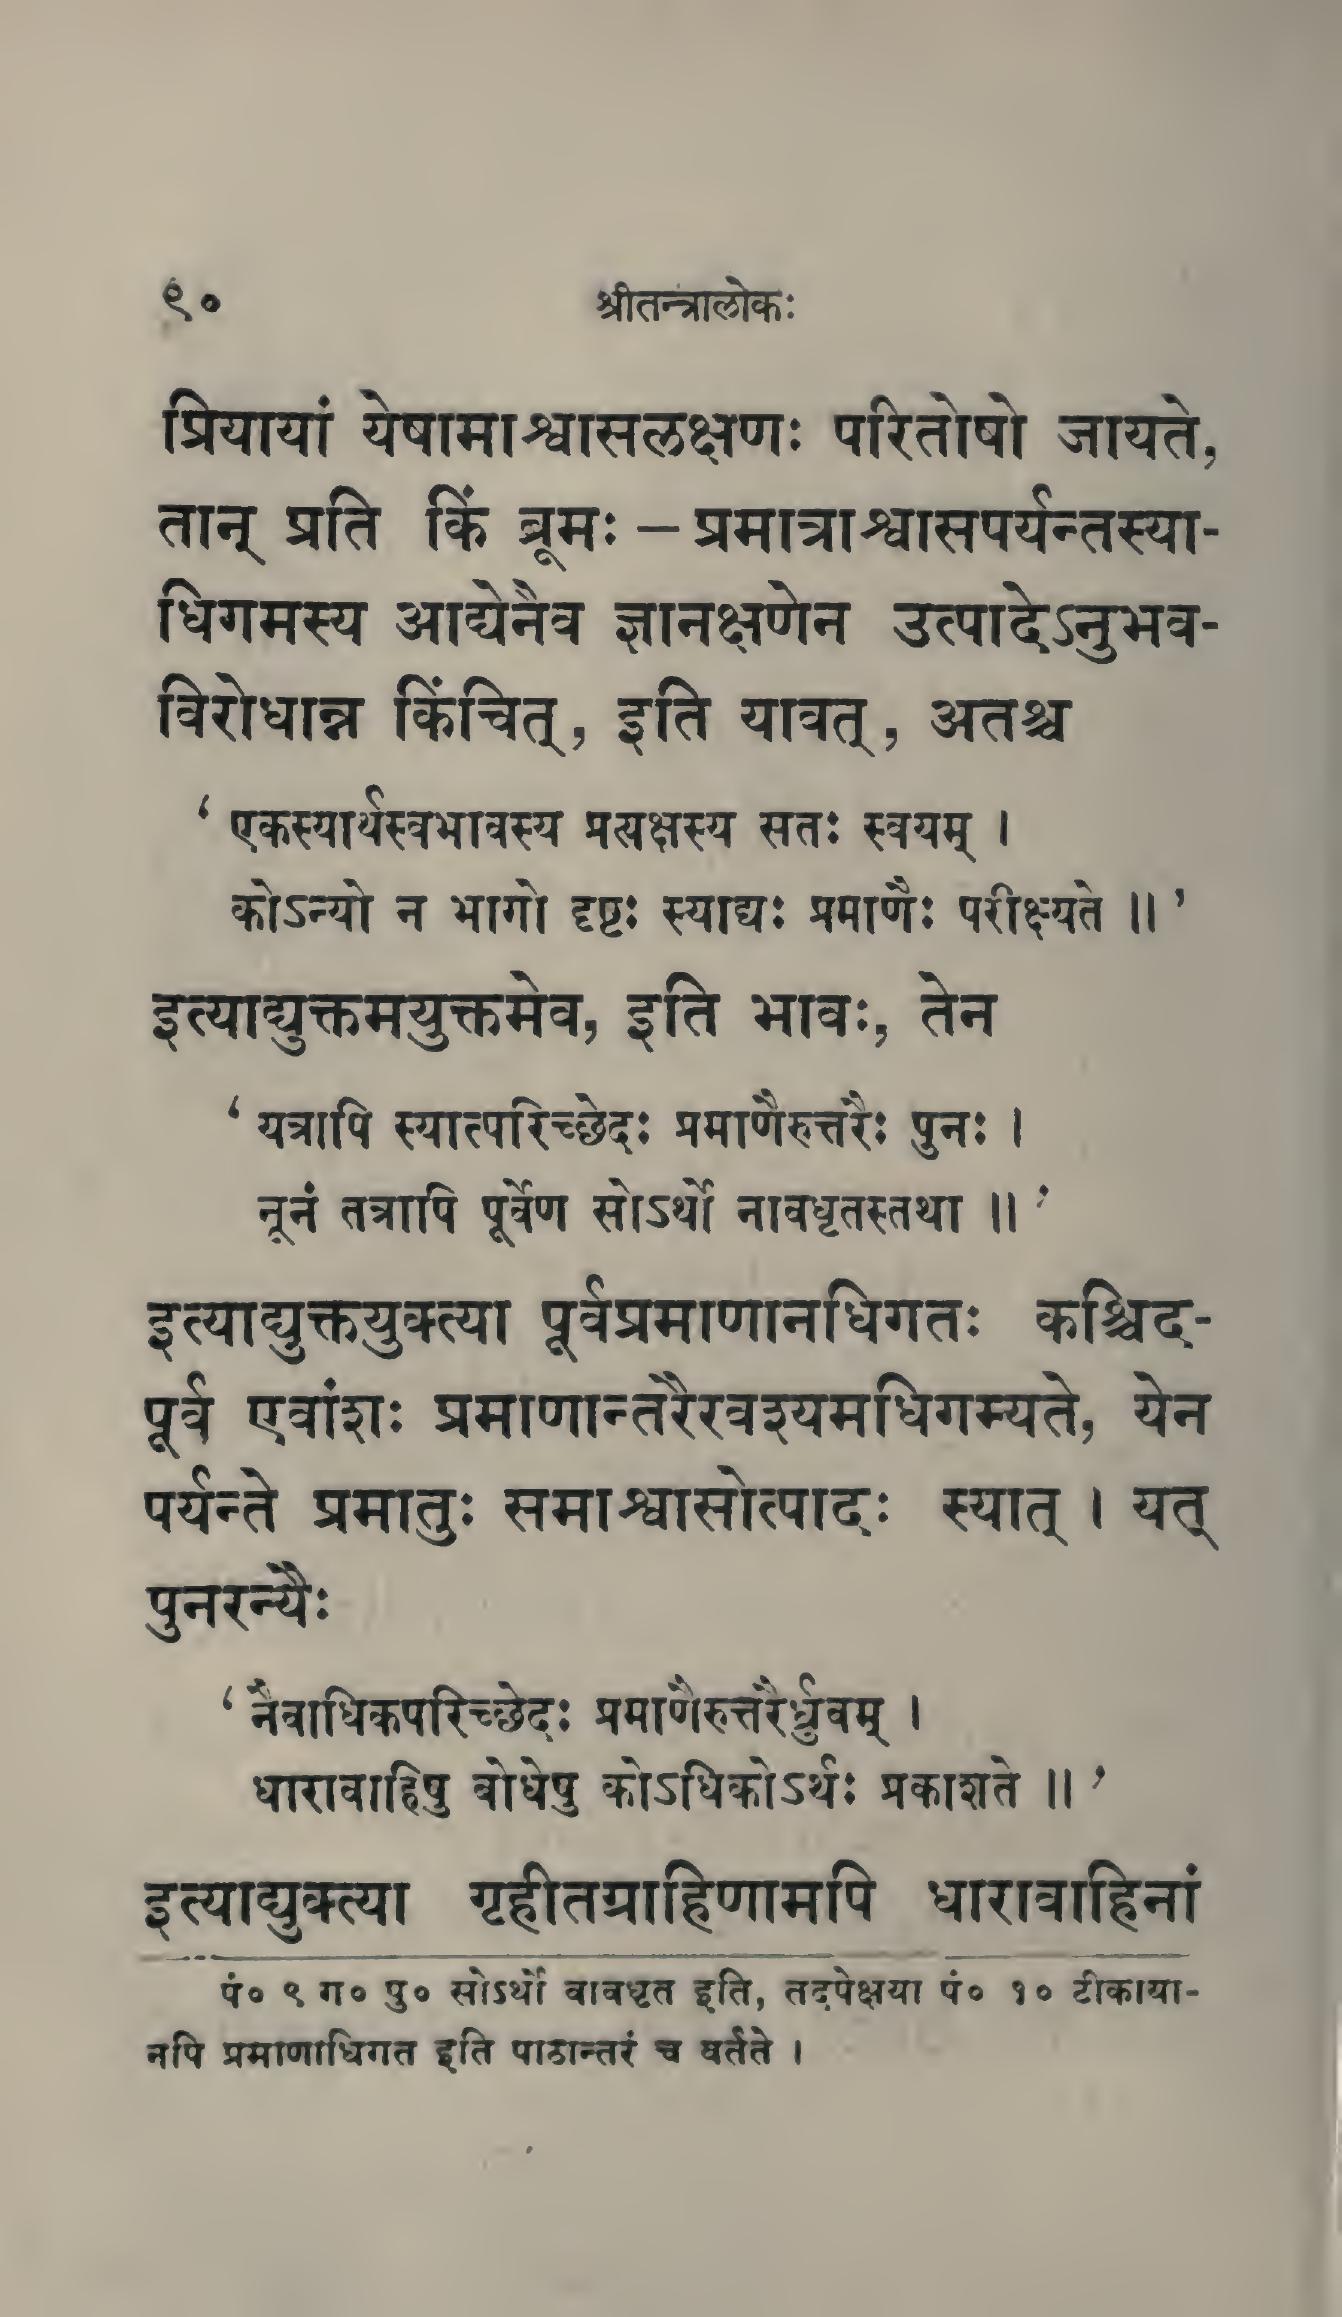 ९०
श्रीतन्त्रालोकः
प्रियायां येषामाश्वासलक्षणः परितोषो जायते,
तान् प्रति किं ब्रूमः – प्रमात्राश्वासपर्यन्तस्या-
धिगमस्य आद्येनैव ज्ञानक्षणेन उत्पादेऽनुभव-
विरोधान्न किंचित्, इति यावत्, अतश्च
‘ एकस्यार्थस्वभावस्य प्रत्यक्षस्य सतः स्वयम् ।
कोऽन्यो न भागो दृष्टः स्याद्यः प्रमाणैः परीक्ष्यते ॥ ’
इत्याद्युक्तमयुक्तमेव, इति भावः, तेन
‘ यत्रापि स्यात्परिच्छेदः प्रमाणैरुत्तरैः पुनः ।
नूनं तत्रापि पूर्वेण सोऽर्थो नावधृतस्तथा ॥ ’
इत्याद्युक्तयुक्त्या पूर्वप्रमाणानधिगतः कश्चिद-
पूर्व एवांशः प्रमाणान्तरैरवश्यमधिगम्यते, येन
पर्यन्ते प्रमातुः समाश्वासोत्पादः स्यात् । यत्
पुनरन्यैः
‘ नैवाधिकपरिच्छेदः प्रमाणैरुत्तरैर्ध्रुवम् ।
धारावाहिषु बोधेषु कोऽधिकोऽर्थः प्रकाशते ॥ ’
इत्याद्युक्त्या गृहीतग्राहिणामपि धारावाहिनां
पं० ९ ग० पु० सोऽर्थो वावधृत इति, तदपेक्षया पं० १० टीकाया-
नपि प्रमाणाधिगत इति पाठान्तरं च वर्तते ।